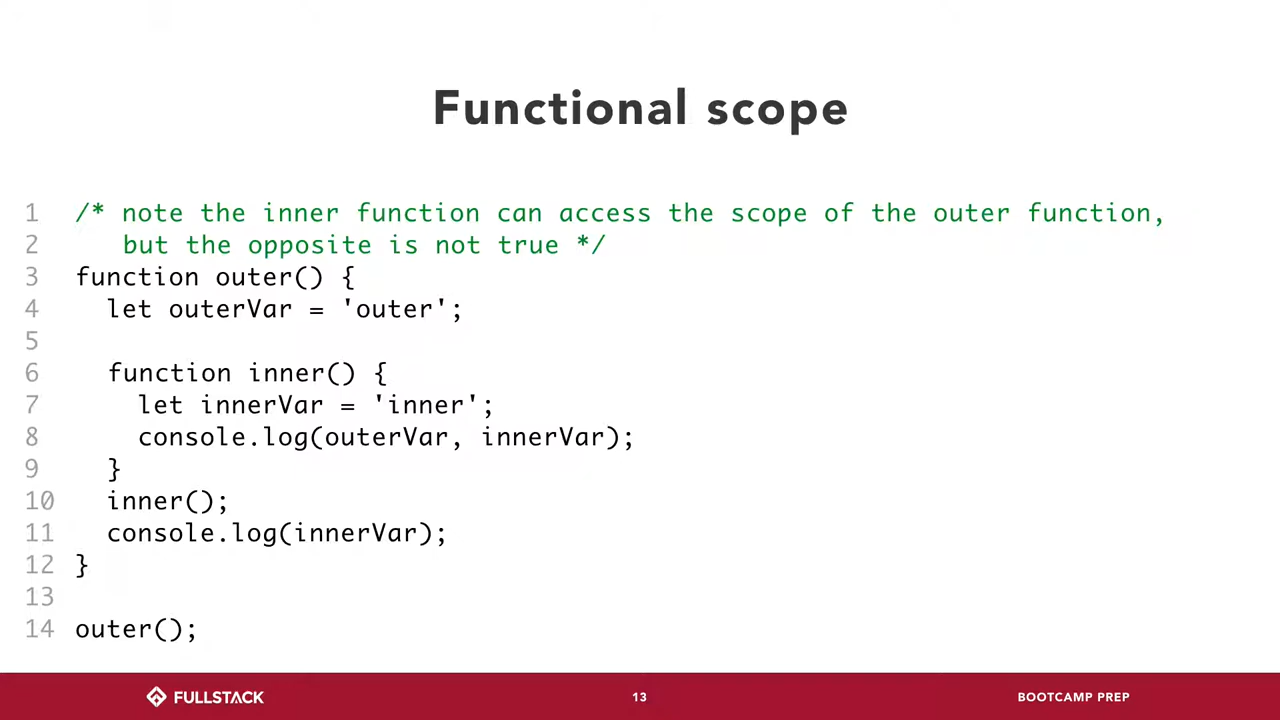 Functional scope
1 /* note the inner function can access the scope of the outer function,
2    but the opposite is not true */
3 function outer() {
4   let outerVar = 'outer';
5
6   function inner() {
7     let innerVar = 'inner';
8     console.log(outerVar, innerVar);
9   }
10   inner();
11   console.log(innerVar);
12 }
13
14 outer();
FULLSTACK 13 BOOTCAMP PREP